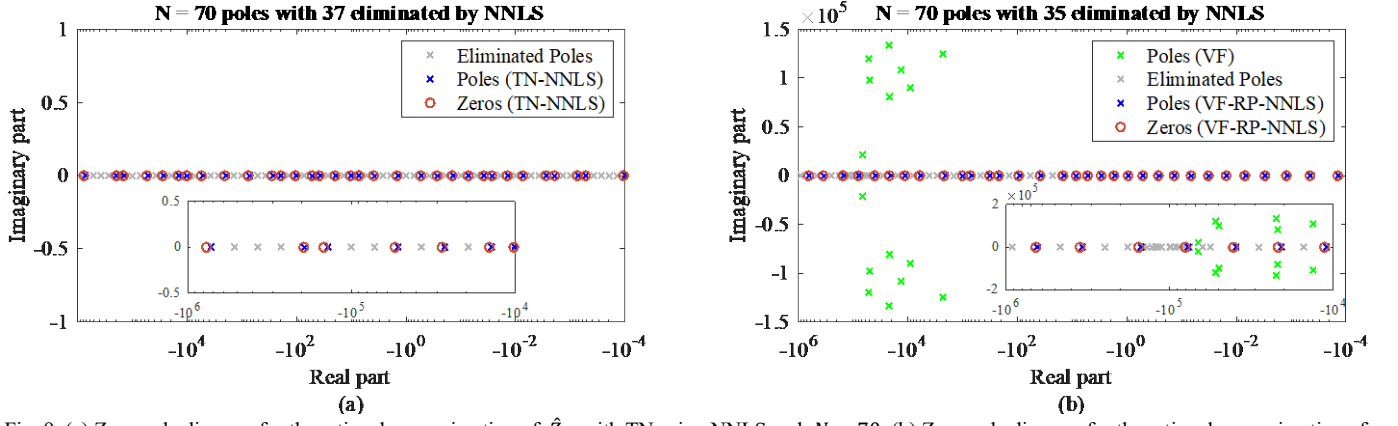 N = 70 poles with 37 eliminated by NNLS
1
0.5
0
-0.5
-1
Imaginary part
Eliminated Poles
Poles (TN-NNLS)
Zeros (TN-NNLS)
0.5
0
-0.5
-10^6
-10^5
-10^4
-10^4
-10^2
-10^0
-10^-2
-10^-4
Real part
(a)
N = 70 poles with 35 eliminated by NNLS
×10^5
1.5
1
0.5
0
-0.5
-1
-1.5
Imaginary part
Poles (VF)
Eliminated Poles
Poles (VF-RP-NNLS)
Zeros (VF-RP-NNLS)
×10^5
2
0
-2
-10^6
-10^5
-10^4
-10^6
-10^4
-10^2
-10^0
-10^-2
-10^-4
Real part
(b)